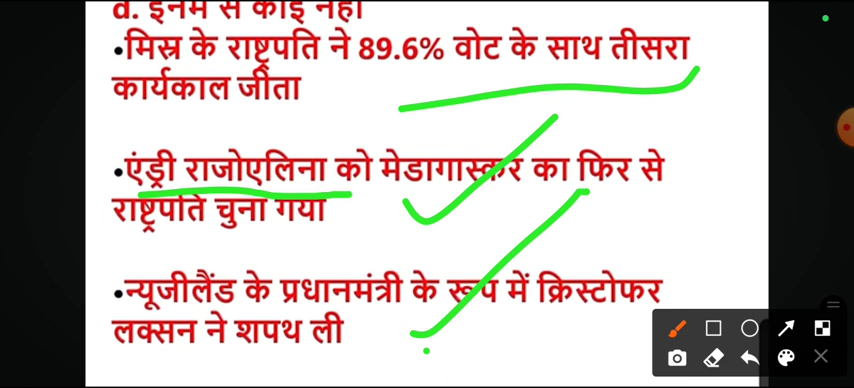 d. इनमें से कोई नहीं
•मिस्र के राष्ट्रपति ने 89.6% वोट के साथ तीसरा
कार्यकाल जीता
•एंड्री राजोएलिना को मेडागास्कर का फिर से
राष्ट्रपति चुना गया
•न्यूजीलैंड के प्रधानमंत्री के रूप में क्रिस्टोफर
लक्सन ने शपथ ली